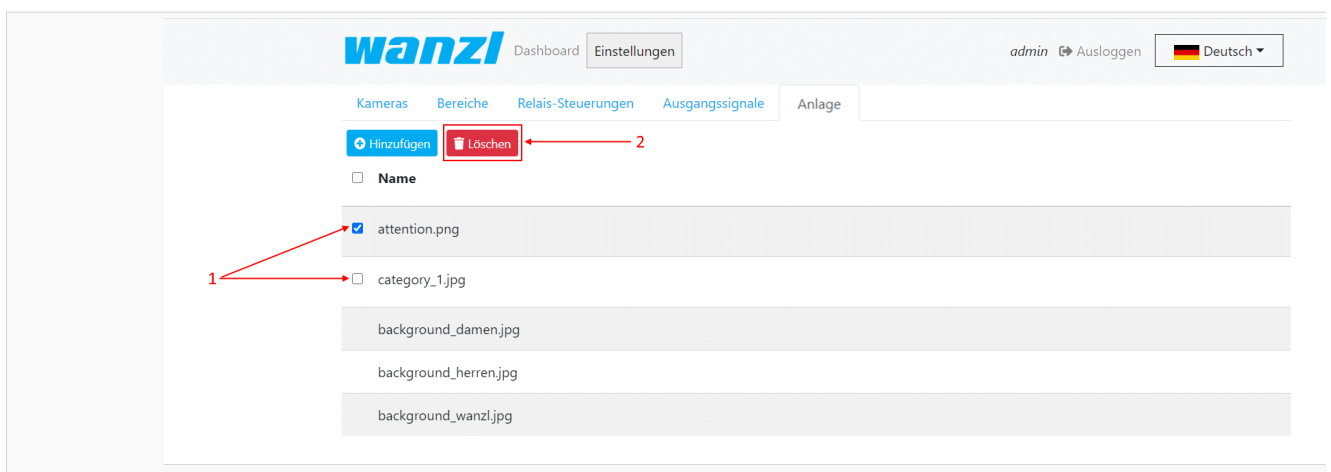 wanzl Dashboard Einstellungen admin Ausloggen Deutsch
Kameras Bereiche Relais-Steuerungen Ausgangssignale Anlage
Hinzufügen Löschen 2
Name
attention.png
1
category_1.jpg
background_damen.jpg
background_herren.jpg
background_wanzl.jpg